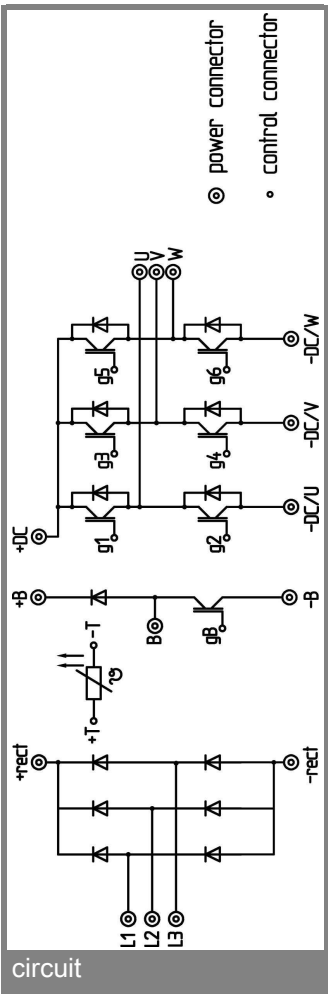 power connector
control connector
U
V
W
g5
g6
-DC/W
g3
g4
-DC/V
+DC
g1
g2
-DC/U
+B
B
gB
-B
-T
+T
ϑ
+rect
-rect
L1
L2
L3
circuit